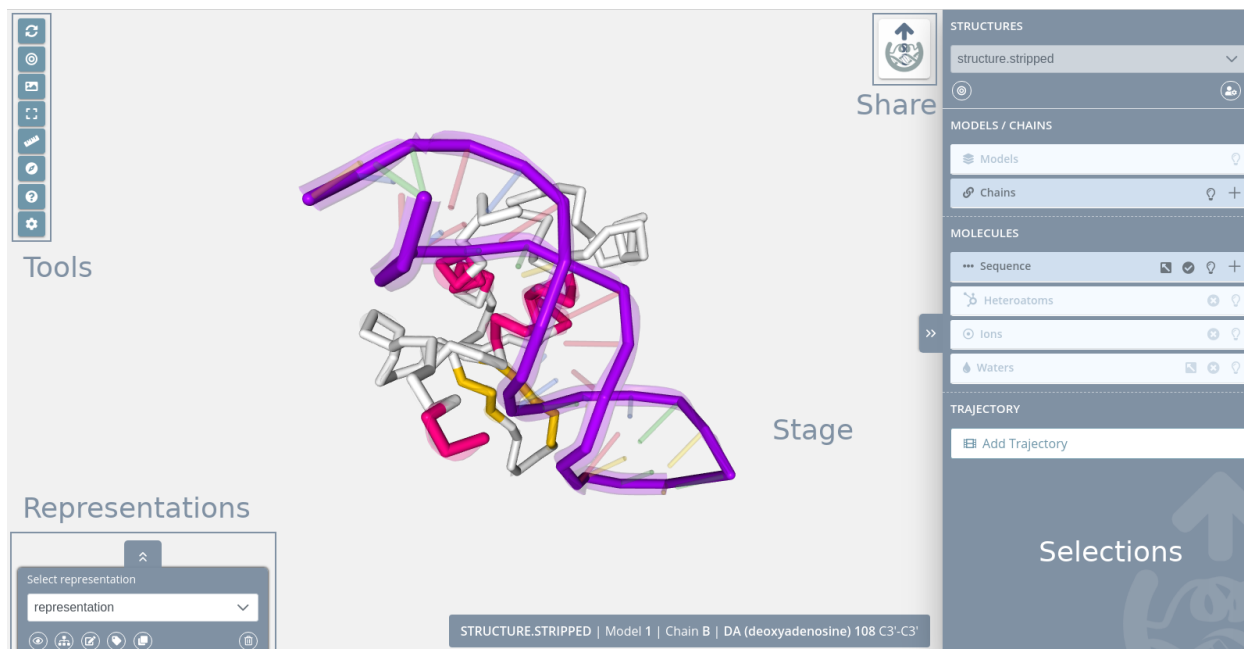 Share
Tools
Stage
Representations
Select representation
representation
STRUCTURE.STRIPPED | Model 1 | Chain B | DA (deoxyadenosine) 108 C3'-C3'
STRUCTURES
structure.stripped
MODELS / CHAINS
Models
Chains
MOLECULES
Sequence
Heteroatoms
Ions
Waters
TRAJECTORY
Add Trajectory
Selections